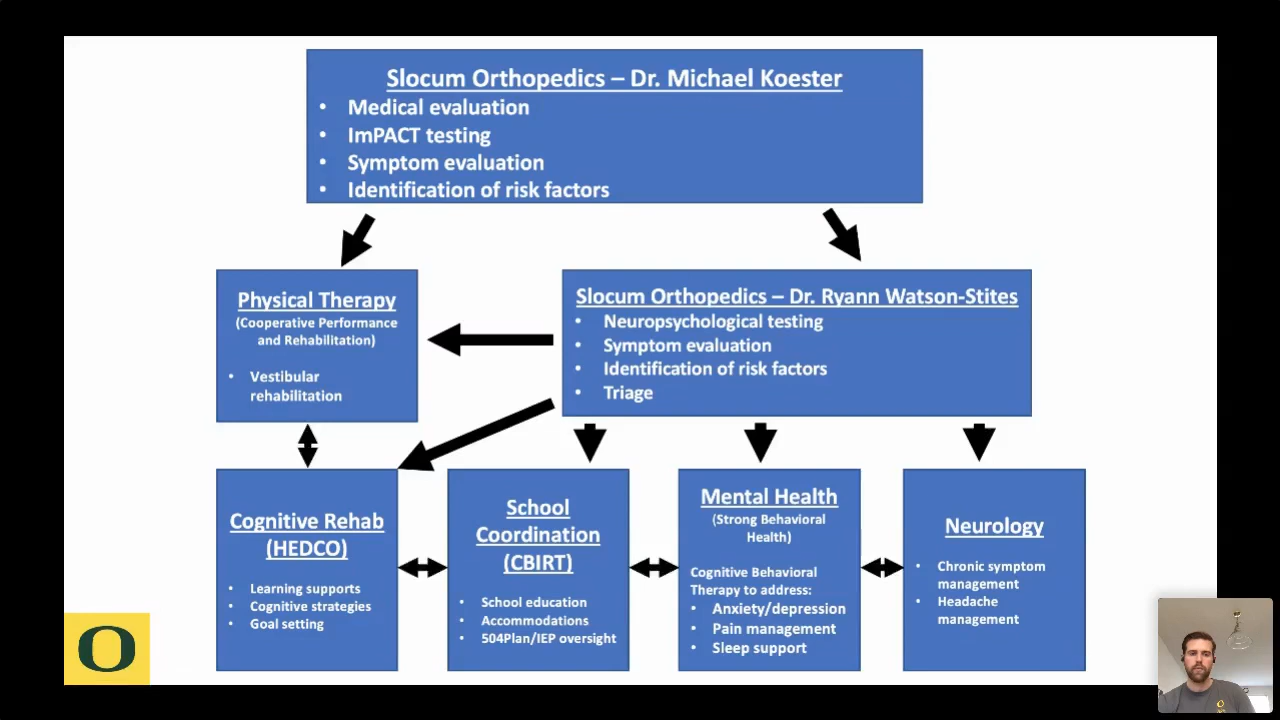 Slocum Orthopedics – Dr. Michael Koester
• Medical evaluation
• ImPACT testing
• Symptom evaluation
• Identification of risk factors
Physical Therapy
(Cooperative Performance
and Rehabilitation)
• Vestibular
rehabilitation
Slocum Orthopedics – Dr. Ryann Watson-Stites
• Neuropsychological testing
• Symptom evaluation
• Identification of risk factors
• Triage
Cognitive Rehab
(HEDCO)
• Learning supports
• Cognitive strategies
• Goal setting
School
Coordination
(CBIRT)
• School education
• Accommodations
• 504Plan/IEP oversight
Mental Health
(Strong Behavioral
Health)
Cognitive Behavioral
Therapy to address:
• Anxiety/depression
• Pain management
• Sleep support
Neurology
• Chronic symptom
management
• Headache
management
O